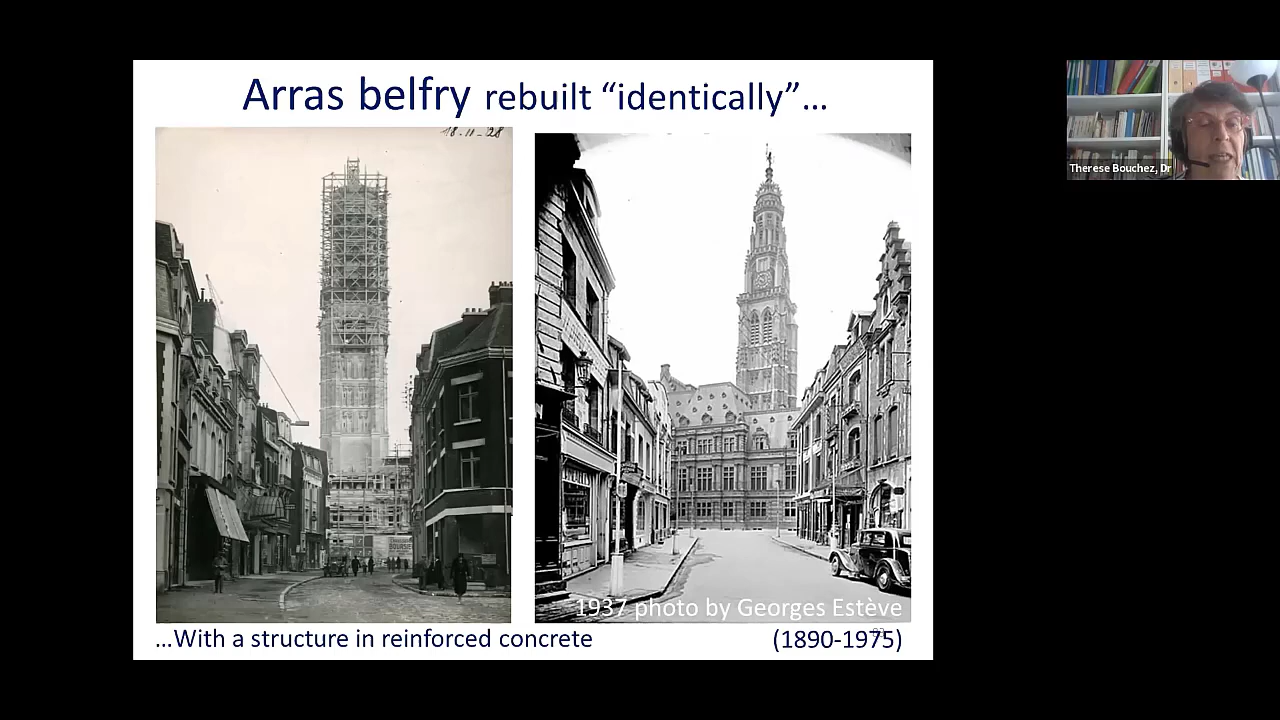 Arras belfry rebuilt “identically”...
18-11-28
1937 photo by Georges Estève
...With a structure in reinforced concrete
(1890-1975)
Therese Bouchez, Dr